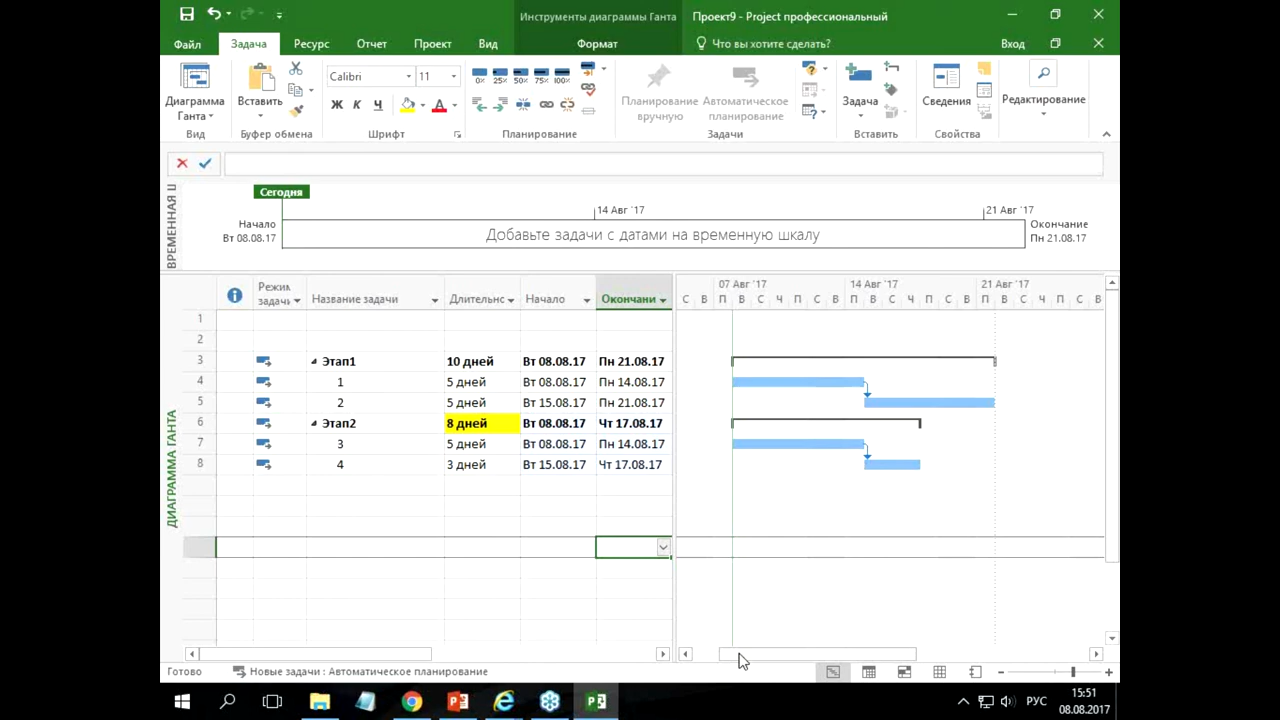 Инструменты диаграммы Ганта
Проект9 - Project профессиональный
Файл Задача Ресурс Отчет Проект Вид Формат Что вы хотите сделать? Вход
Calibri 11
0% 25% 50% 75% 100%
Диаграмма Ганта
Вставить
Ж К Ч
Планирование вручную
Автоматическое планирование
Задача
Сведения
Редактирование
Вид Буфер обмена Шрифт Планирование Задачи Вставить Свойства
ВРЕМЕННАЯ Ш
Сегодня
14 Авг '17 21 Авг '17
Начало
Вт 08.08.17
Добавьте задачи с датами на временную шкалу
Окончание
Пн 21.08.17
ДИАГРАММА ГАНТА
Режим задачи Название задачи Длительно Начало Окончани
07 Авг '17 14 Авг '17 21 Авг '17
С В П В С Ч П С В П В С Ч П С В П В С Ч П С В
1
2
3 Этап1 10 дней Вт 08.08.17 Пн 21.08.17
4 1 5 дней Вт 08.08.17 Пн 14.08.17
5 2 5 дней Вт 15.08.17 Пн 21.08.17
6 Этап2 8 дней Вт 08.08.17 Чт 17.08.17
7 3 5 дней Вт 08.08.17 Пн 14.08.17
8 4 3 дней Вт 15.08.17 Чт 17.08.17
Готово Новые задачи : Автоматическое планирование
РУС
15:51
08.08.2017